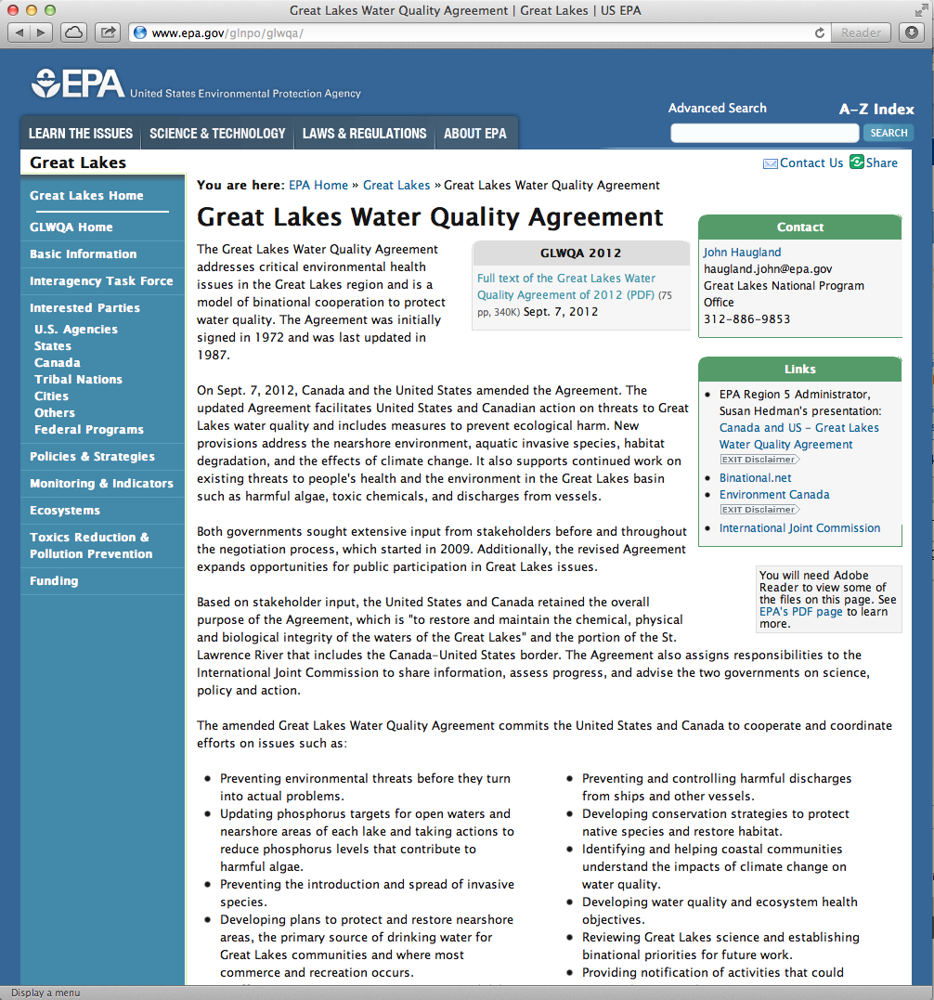 Great Lakes Water Quality Agreement | Great Lakes | US EPA
www.epa.gov/glnpo/glwqa/
Reader
EPA United States Environmental Protection Agency
Advanced Search
A-Z Index
SEARCH
LEARN THE ISSUES
SCIENCE & TECHNOLOGY
LAWS & REGULATIONS
ABOUT EPA
Great Lakes
Contact Us
Share
Great Lakes Home
GLWQA Home
Basic Information
Interagency Task Force
Interested Parties
U.S. Agencies
States
Canada
Tribal Nations
Cities
Others
Federal Programs
Policies & Strategies
Monitoring & Indicators
Ecosystems
Toxics Reduction &
Pollution Prevention
Funding
You are here: EPA Home » Great Lakes » Great Lakes Water Quality Agreement
Great Lakes Water Quality Agreement
The Great Lakes Water Quality Agreement
addresses critical environmental health
issues in the Great Lakes region and is a
model of binational cooperation to protect
water quality. The Agreement was initially
signed in 1972 and was last updated in
1987.
GLWQA 2012
Full text of the Great Lakes Water
Quality Agreement of 2012 (PDF) (75
pp, 340K) Sept. 7, 2012
Contact
John Haugland
haugland.john@epa.gov
Great Lakes National Program
Office
312-886-9853
Links
• EPA Region 5 Administrator,
Susan Hedman's presentation:
Canada and US - Great Lakes
Water Quality Agreement
EXIT Disclaimer
• Binational.net
• Environment Canada
EXIT Disclaimer
• International Joint Commission
You will need Adobe
Reader to view some of
the files on this page. See
EPA's PDF page to learn
more.
On Sept. 7, 2012, Canada and the United States amended the Agreement. The
updated Agreement facilitates United States and Canadian action on threats to Great
Lakes water quality and includes measures to prevent ecological harm. New
provisions address the nearshore environment, aquatic invasive species, habitat
degradation, and the effects of climate change. It also supports continued work on
existing threats to people's health and the environment in the Great Lakes basin
such as harmful algae, toxic chemicals, and discharges from vessels.
Both governments sought extensive input from stakeholders before and throughout
the negotiation process, which started in 2009. Additionally, the revised Agreement
expands opportunities for public participation in Great Lakes issues.
Based on stakeholder input, the United States and Canada retained the overall
purpose of the Agreement, which is "to restore and maintain the chemical, physical
and biological integrity of the waters of the Great Lakes" and the portion of the St.
Lawrence River that includes the Canada-United States border. The Agreement also assigns responsibilities to the
International Joint Commission to share information, assess progress, and advise the two governments on science,
policy and action.
The amended Great Lakes Water Quality Agreement commits the United States and Canada to cooperate and coordinate
efforts on issues such as:
• Preventing environmental threats before they turn
into actual problems.
• Updating phosphorus targets for open waters and
nearshore areas of each lake and taking actions to
reduce phosphorus levels that contribute to
harmful algae.
• Preventing the introduction and spread of invasive
species.
• Developing plans to protect and restore nearshore
areas, the primary source of drinking water for
Great Lakes communities and where most
commerce and recreation occurs.
• Preventing and controlling harmful discharges
from ships and other vessels.
• Developing conservation strategies to protect
native species and restore habitat.
• Identifying and helping coastal communities
understand the impacts of climate change on
water quality.
• Developing water quality and ecosystem health
objectives.
• Reviewing Great Lakes science and establishing
binational priorities for future work.
• Providing notification of activities that could
Display a menu